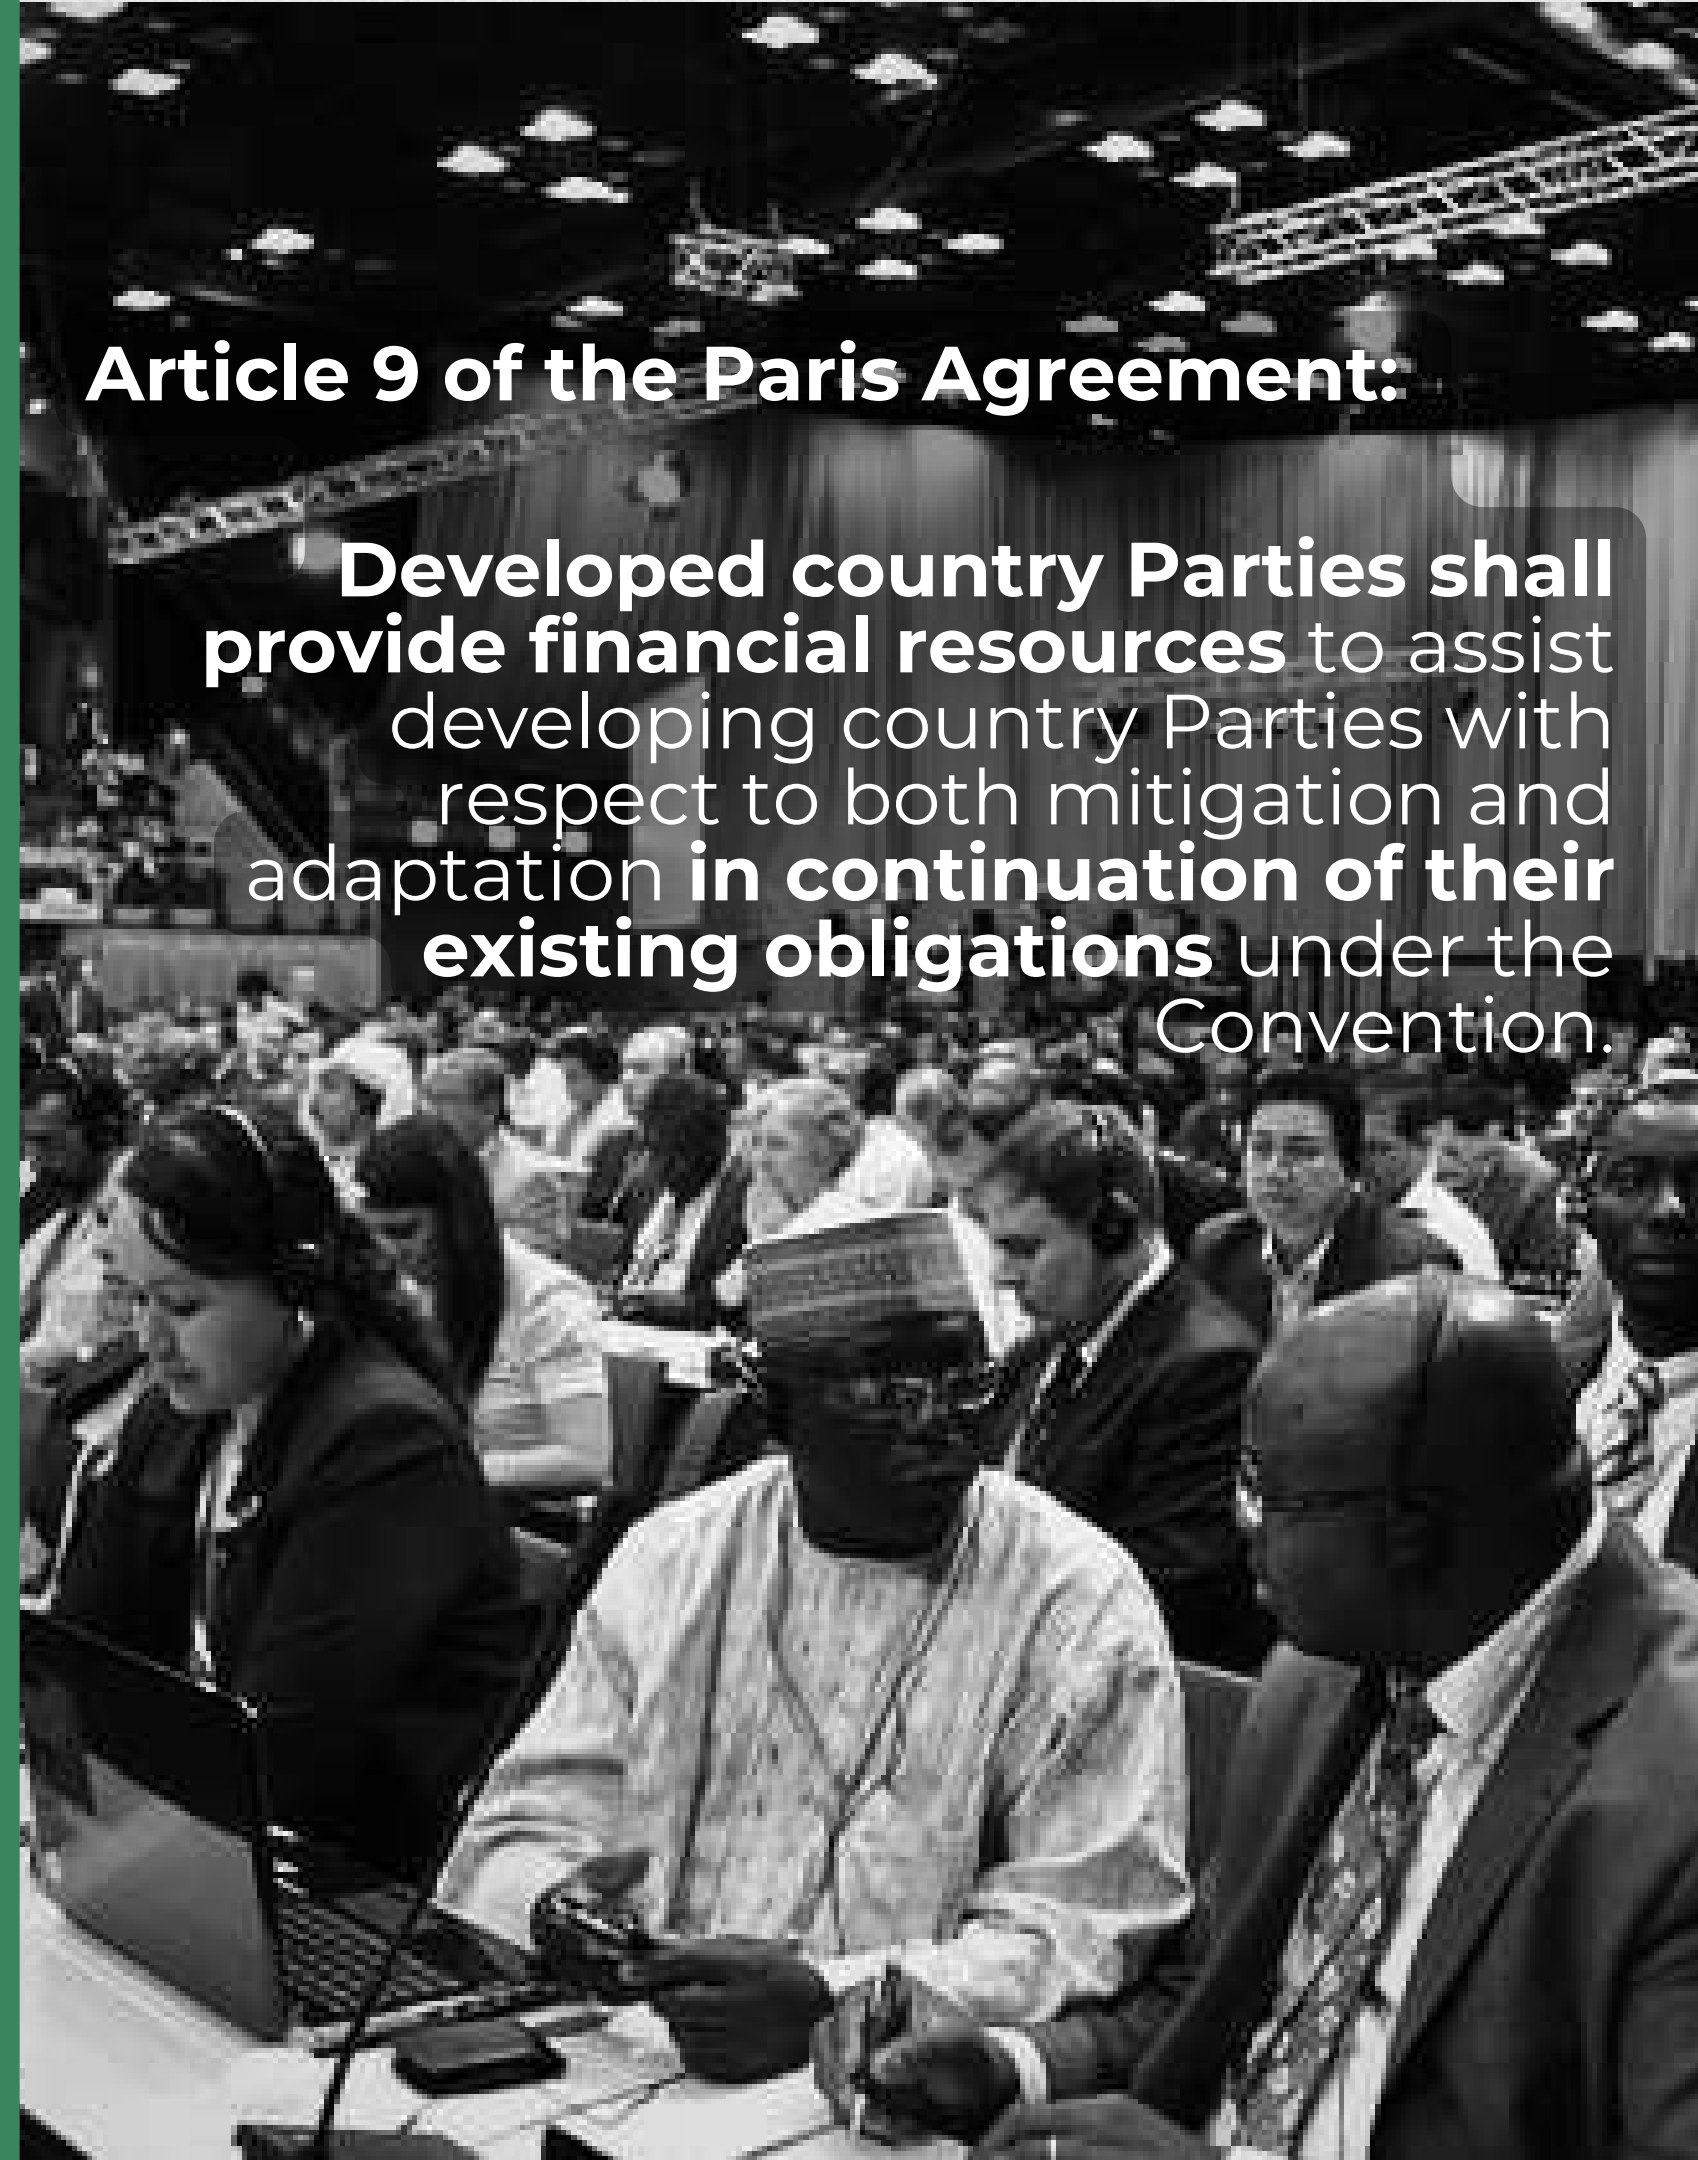 Article 9 of the Paris Agreement:
Developed country Parties shall
provide financial resources to assist
developing country Parties with
respect to both mitigation and
adaptation in continuation of their
existing obligations under the
Convention.